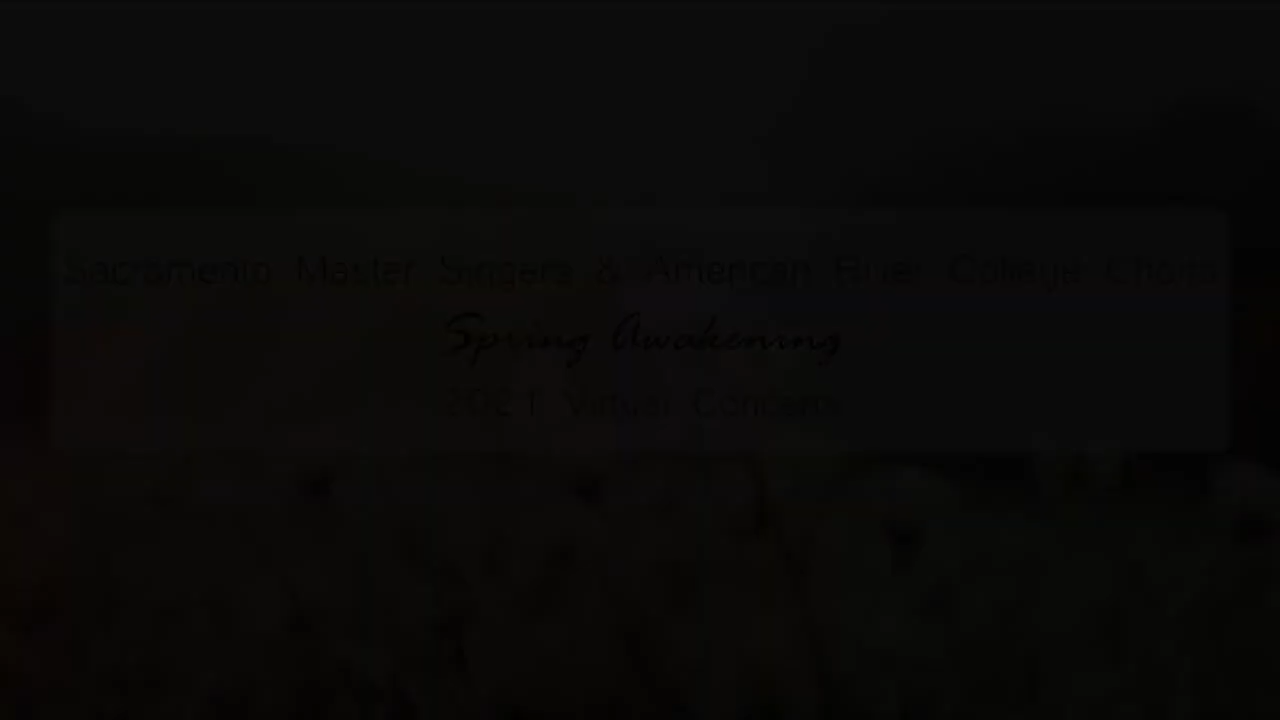 Sacramento Master Singers & American River College Choirs
Spring Awakening
2021 Virtual Concert